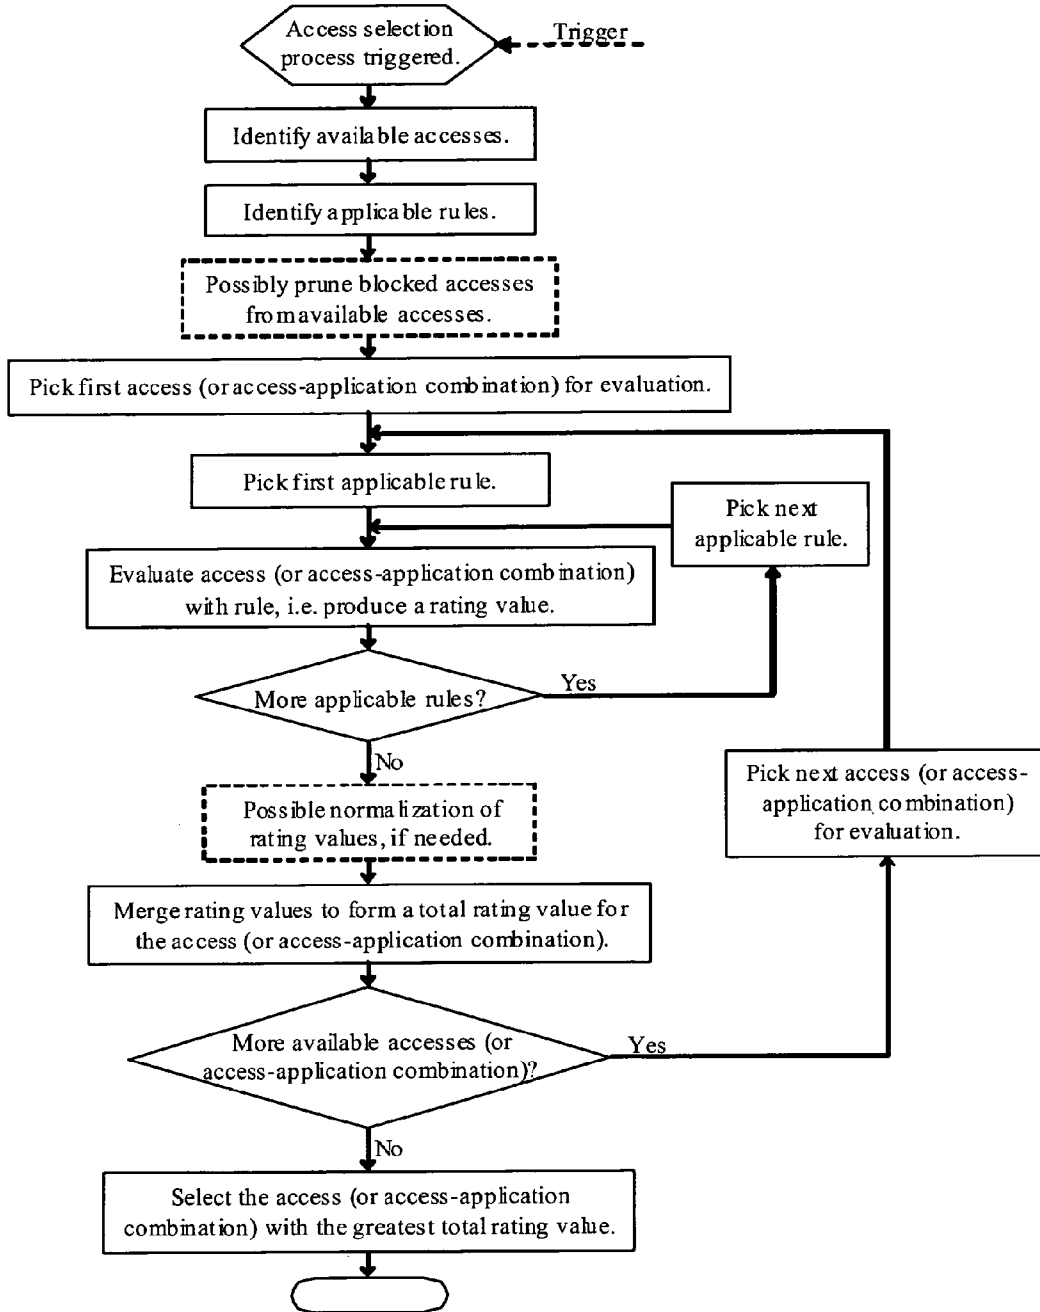 Access selection
process triggered.
Trigger
Identify available accesses.
Identify applicable rules.
Possibly prune blocked accesses
from available accesses.
Pick first access (or access-application combination) for evaluation.
Pick first applicable rule.
Pick next
applicable rule.
Evaluate access (or access-application combination)
with rule, i.e. produce a rating value.
More applicable rules?
Yes
No
Pick next access (or access-
application combination)
for evaluation.
Possible normalization of
rating values, if needed.
Merge rating values to form a total rating value for
the access (or access-application combination).
More available accesses (or
access-application combination)?
Yes
No
Select the access (or access-application
combination) with the greatest total rating value.